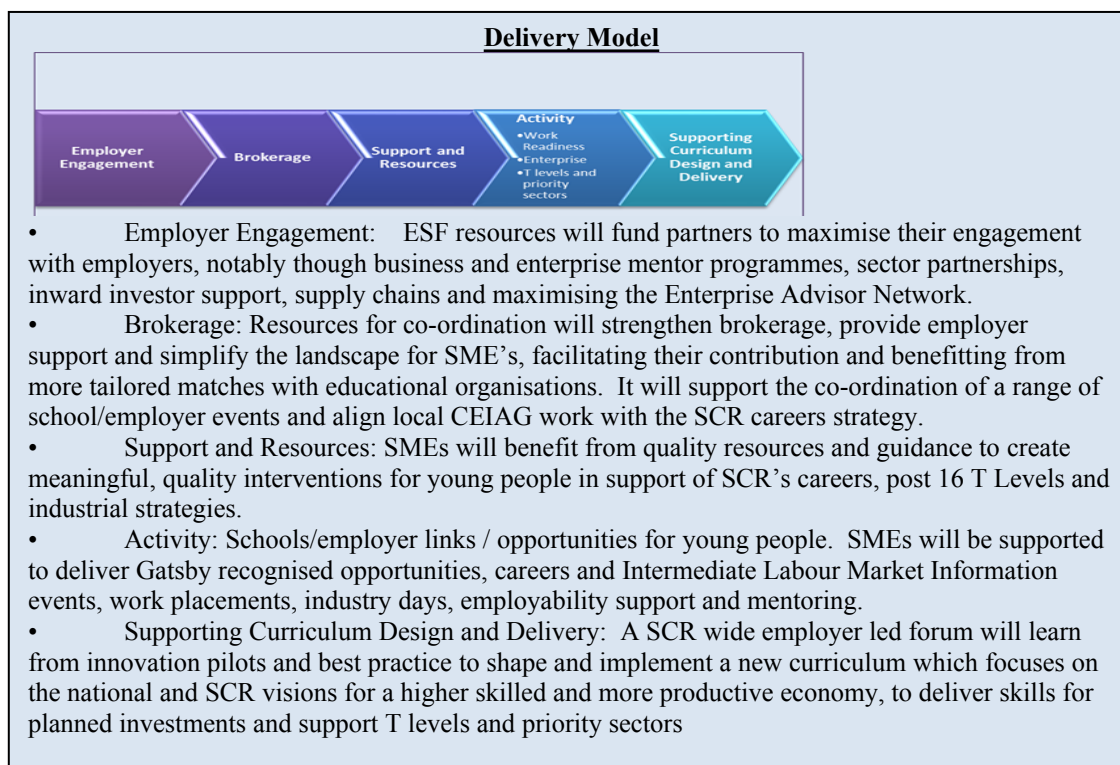 Delivery Model
Employer
Engagement
Brokerage
Support and
Resources
Activity
•Work
Readiness
•Enterprise
•T levels and
priority
sectors
Supporting
Curriculum
Design and
Delivery
• Employer Engagement: ESF resources will fund partners to maximise their engagement
with employers, notably though business and enterprise mentor programmes, sector partnerships,
inward investor support, supply chains and maximising the Enterprise Advisor Network.
• Brokerage: Resources for co-ordination will strengthen brokerage, provide employer
support and simplify the landscape for SME’s, facilitating their contribution and benefitting from
more tailored matches with educational organisations. It will support the co-ordination of a range of
school/employer events and align local CEIAG work with the SCR careers strategy.
• Support and Resources: SMEs will benefit from quality resources and guidance to create
meaningful, quality interventions for young people in support of SCR’s careers, post 16 T Levels and
industrial strategies.
• Activity: Schools/employer links / opportunities for young people. SMEs will be supported
to deliver Gatsby recognised opportunities, careers and Intermediate Labour Market Information
events, work placements, industry days, employability support and mentoring.
• Supporting Curriculum Design and Delivery: A SCR wide employer led forum will learn
from innovation pilots and best practice to shape and implement a new curriculum which focuses on
the national and SCR visions for a higher skilled and more productive economy, to deliver skills for
planned investments and support T levels and priority sectors